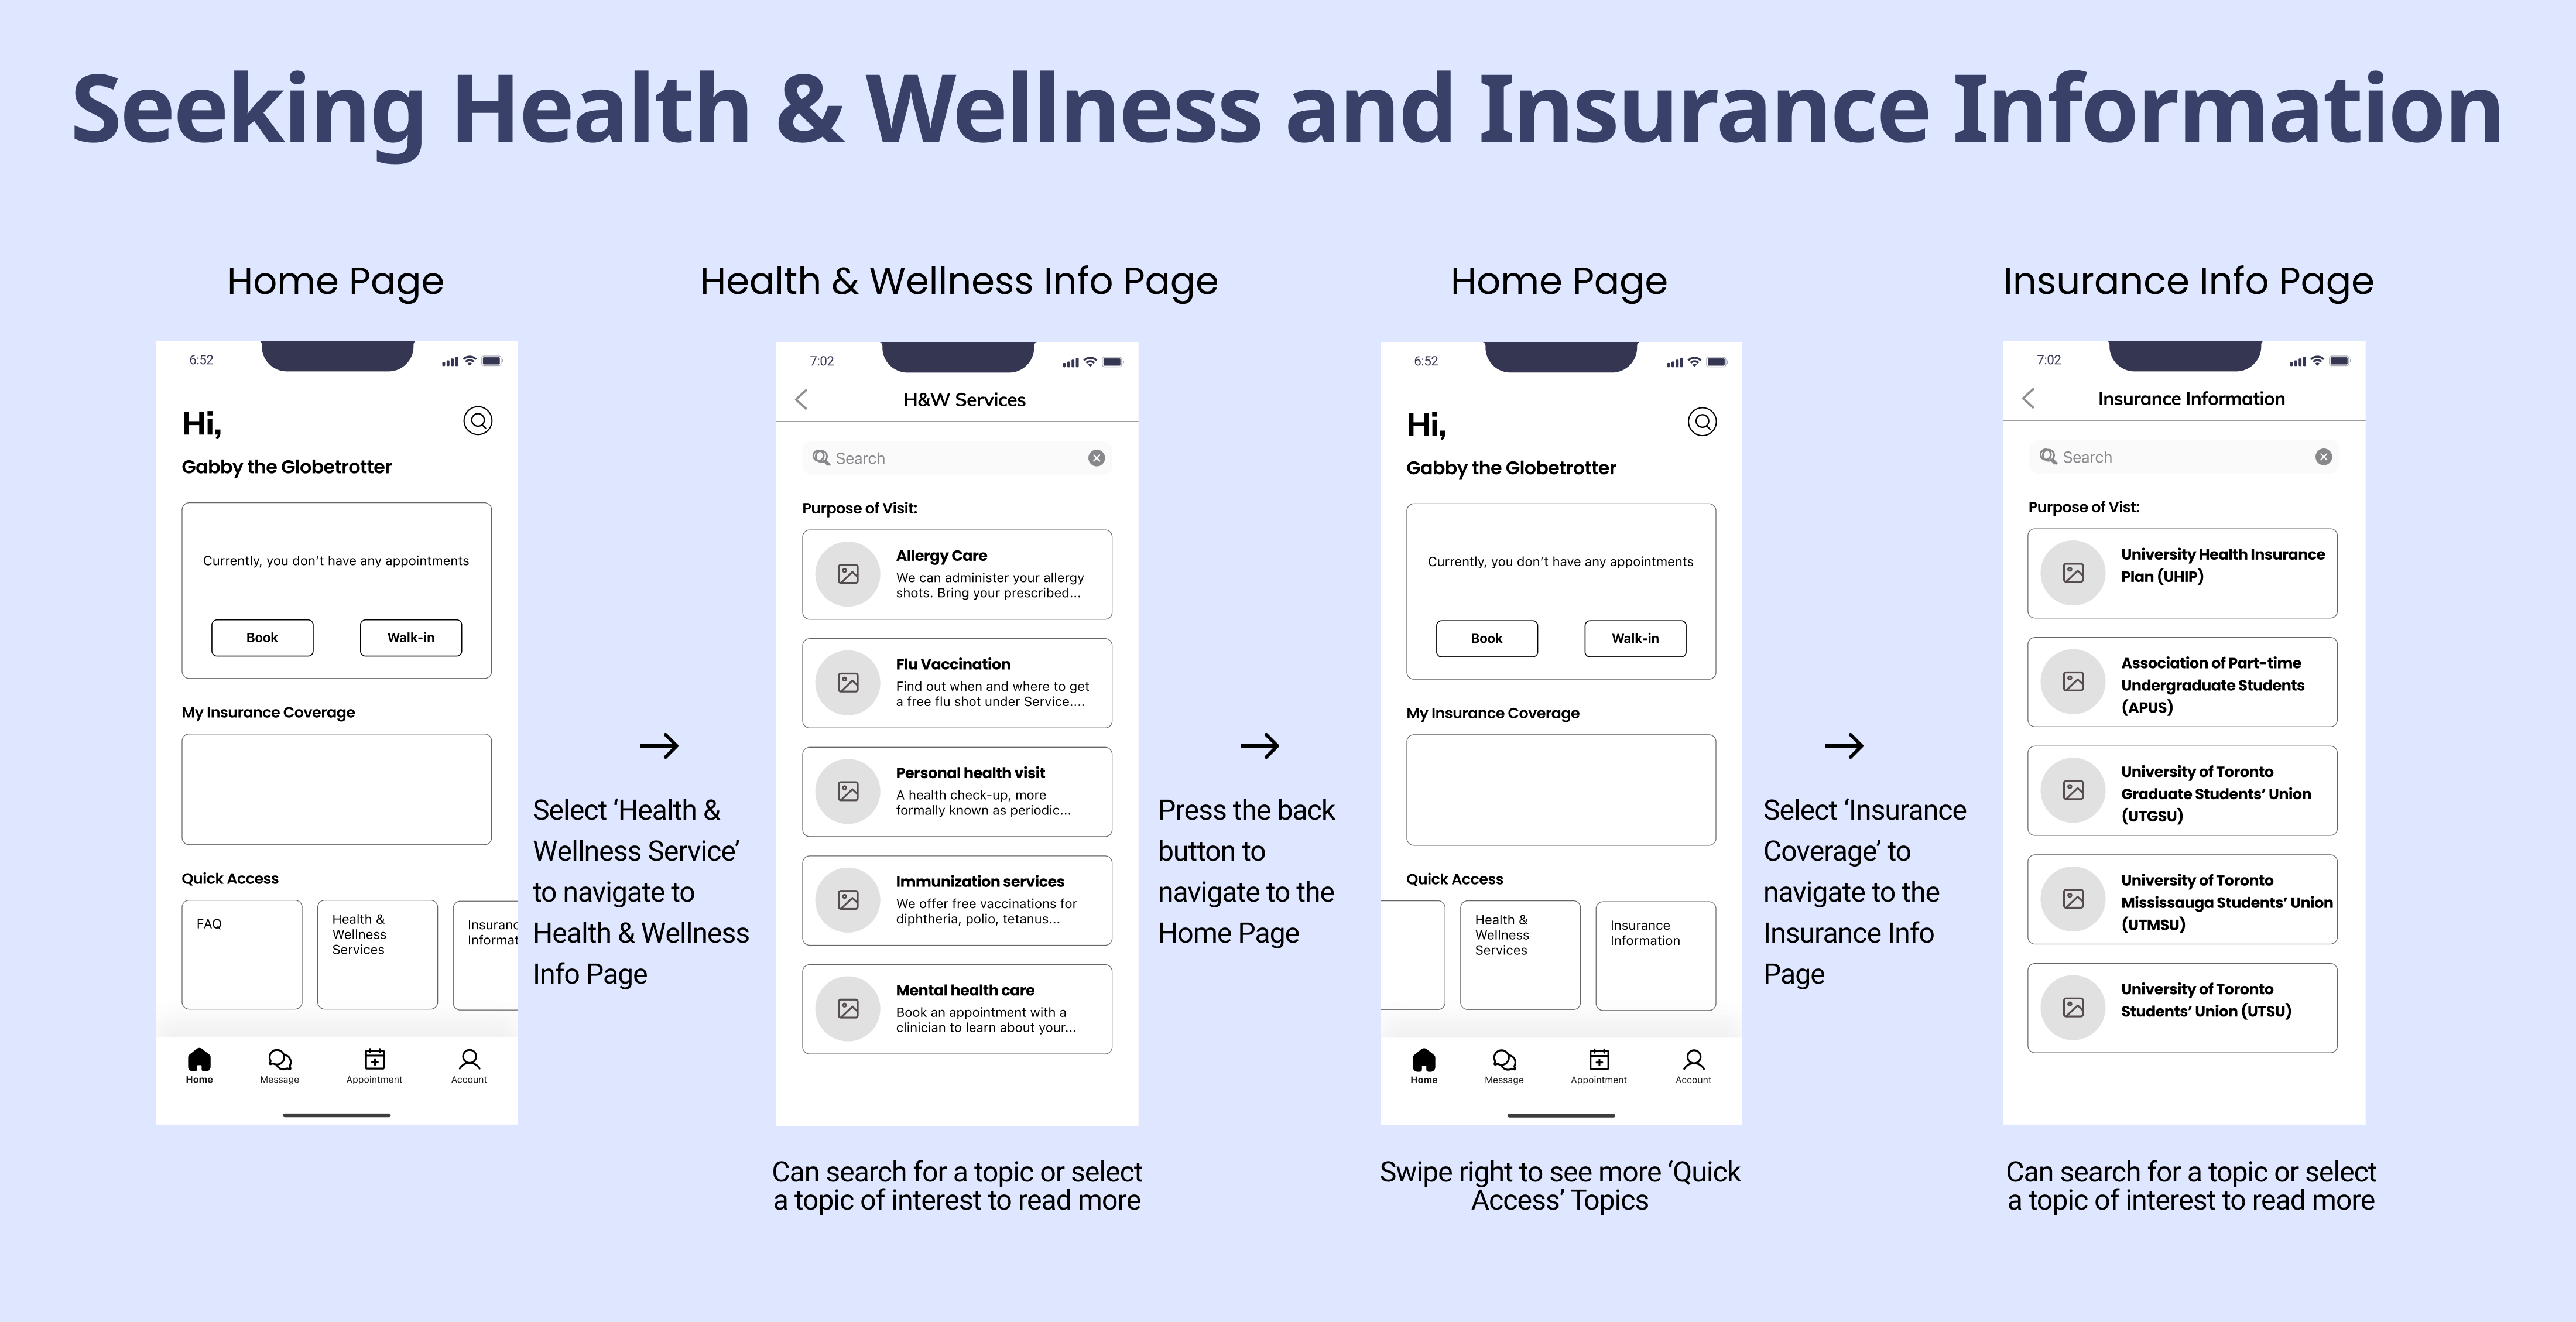 Seeking Health & Wellness and Insurance Information
Home Page
6:52
Hi,
Gabby the Globetrotter
Currently, you don't have any appointments
Book
Walk-in
My Insurance Coverage
Quick Access
FAQ
Health &
Wellness
Services
Insuranc
Informat
Home
Message
Appointment
Account
Select ‘Health &
Wellness Service’
to navigate to
Health & Wellness
Info Page
Health & Wellness Info Page
7:02
H&W Services
Search
Purpose of Visit:
Allergy Care
We can administer your allergy
shots. Bring your prescribed...
Flu Vaccination
Find out when and where to get
a free flu shot under Service....
Personal health visit
A health check-up, more
formally known as periodic...
Immunization services
We offer free vaccinations for
diphtheria, polio, tetanus...
Mental health care
Book an appointment with a
clinician to learn about your...
Can search for a topic or select
a topic of interest to read more
Press the back
button to
navigate to the
Home Page
Home Page
6:52
Hi,
Gabby the Globetrotter
Currently, you don't have any appointments
Book
Walk-in
My Insurance Coverage
Quick Access
Health &
Wellness
Services
Insurance
Information
Home
Message
Appointment
Account
Swipe right to see more ‘Quick
Access’ Topics
Select ‘Insurance
Coverage’ to
navigate to the
Insurance Info
Page
Insurance Info Page
7:02
Insurance Information
Search
Purpose of Vist:
University Health Insurance
Plan (UHIP)
Association of Part-time
Undergraduate Students
(APUS)
University of Toronto
Graduate Students’ Union
(UTGSU)
University of Toronto
Mississauga Students’ Union
(UTMSU)
University of Toronto
Students’ Union (UTSU)
Can search for a topic or select
a topic of interest to read more